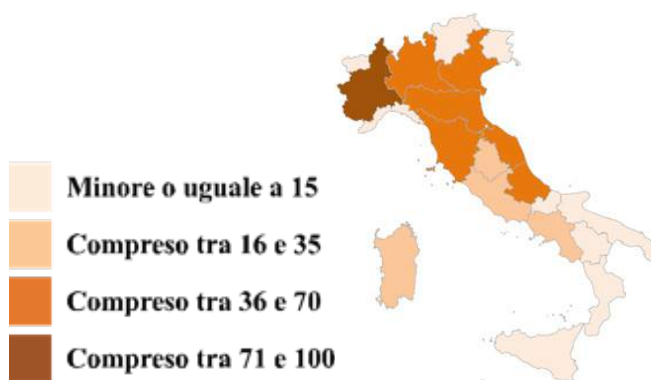 Minore o uguale a 15
Compreso tra 16 e 35
Compreso tra 36 e 70
Compreso tra 71 e 100